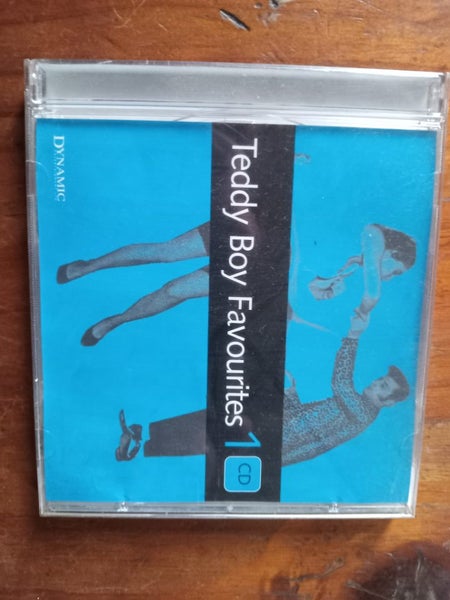 DYNAMIC
Teddy Boy Favourites 1
CD